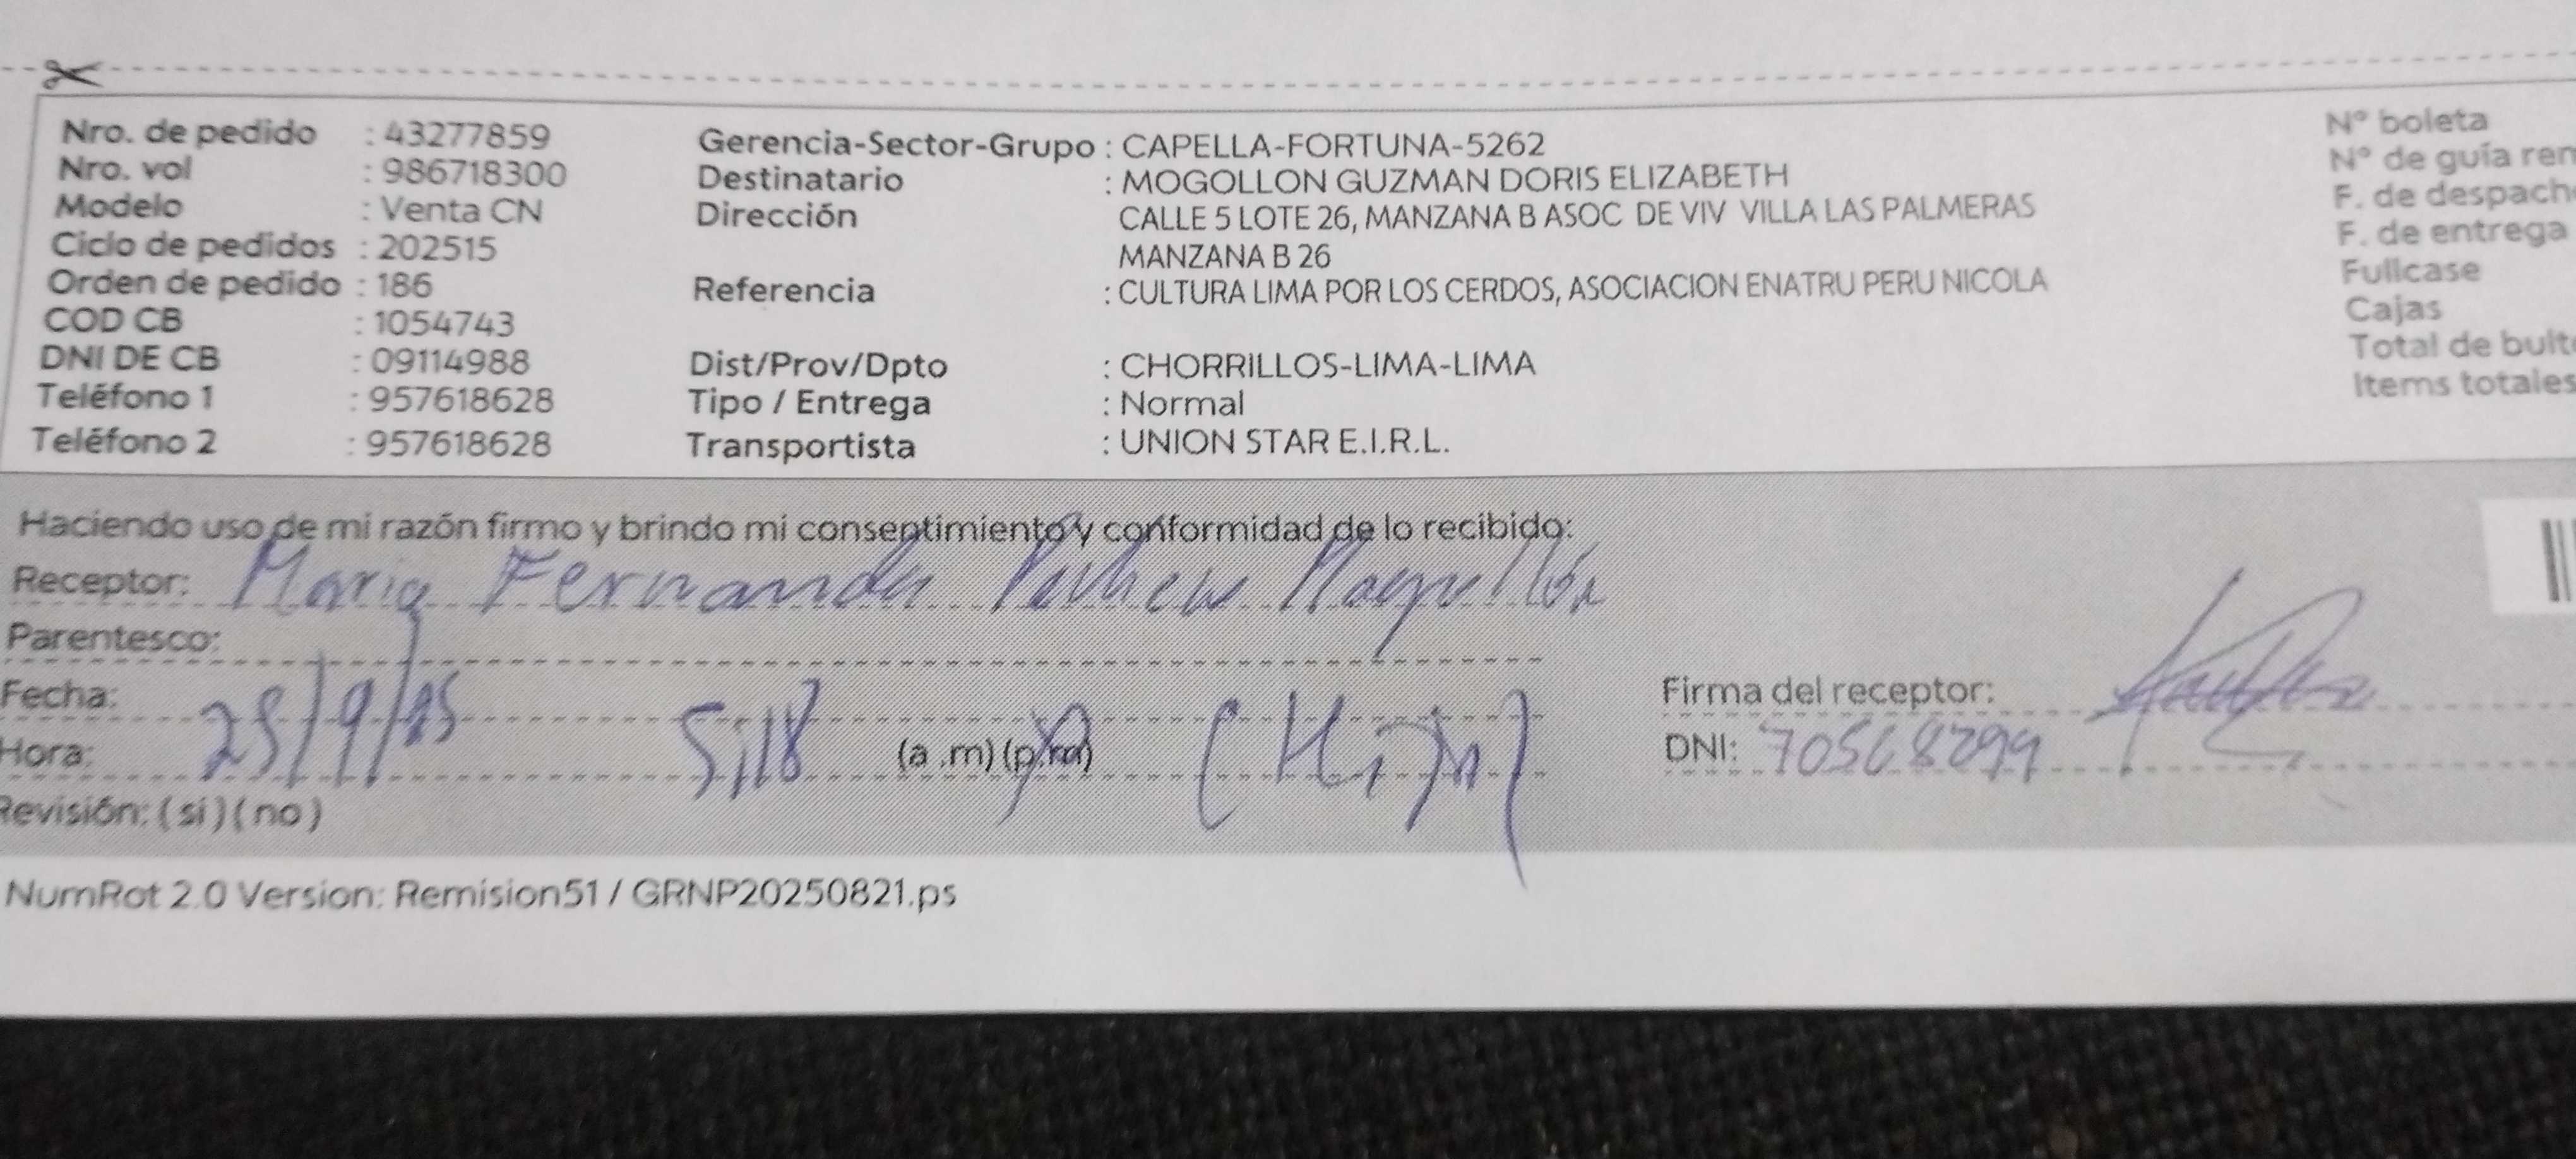 Nro. de pedido : 43277859
Nro. vol : 986718300
Modelo : Venta CN
Ciclo de pedidos : 202515
Orden de pedido : 186
COD CB : 1054743
DNI DE CB : 09114988
Teléfono 1 : 957618628
Teléfono 2 : 957618628
Gerencia-Sector-Grupo : CAPELLA-FORTUNA-5262
Destinatario : MOGOLLON GUZMAN DORIS ELIZABETH
Dirección CALLE 5 LOTE 26, MANZANA B ASOC DE VIV VILLA LAS PALMERAS
MANZANA B 26
Referencia : CULTURA LIMA POR LOS CERDOS, ASOCIACION ENATRU PERU NICOLA
Dist/Prov/Dpto : CHORRILLOS-LIMA-LIMA
Tipo / Entrega : Normal
Transportista : UNION STAR E.I.R.L.
N° boleta
N° de guía rem
F. de despacho
F. de entrega
Fullcase
Cajas
Total de bulto
Items totales
Haciendo uso de mi razón firmo y brindo mi consentimiento y conformidad de lo recibido:
Receptor: Maria Fernanda Mogollón
Parentesco:
Fecha:
Hora: 25/9/25 5:18 (a .m) (p.m) (Hija)
Revisión: ( si ) ( no )
Firma del receptor:
DNI: 70568299
NumRot 2.0 Version: Remision51 / GRNP20250821.ps